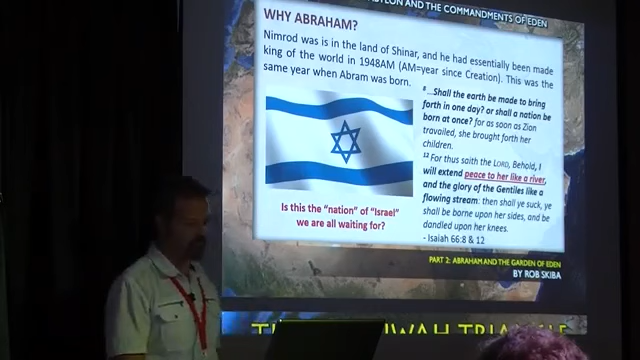 BYLON AND THE COMMANDMENTS OF EDEN
WHY ABRAHAM?
Nimrod was is in the land of Shinar, and he had essentially been made
king of the world in 1948AM (AM=year since Creation). This was the
same year when Abram was born.
8 ...Shall the earth be made to bring
forth in one day? or shall a nation be
born at once? for as soon as Zion
travailed, she brought forth her
children.
12 For thus saith the LORD, Behold, I
will extend peace to her like a river,
and the glory of the Gentiles like a
flowing stream: then shall ye suck, ye
shall be borne upon her sides, and be
dandled upon her knees.
- Isaiah 66:8 & 12
Is this the "nation" of "Israel"
we are all waiting for?
PART 2: ABRAHAM AND THE GARDEN OF EDEN
BY ROB SKIBA
TRIANGLE